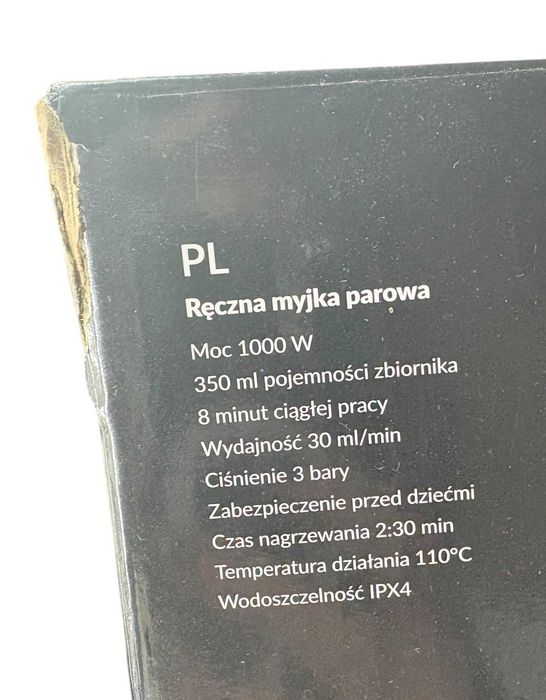 PL
Ręczna myjka parowa
Moc 1000 W
350 ml pojemności zbiornika
8 minut ciągłej pracy
Wydajność 30 ml/min
Ciśnienie 3 bary
Zabezpieczenie przed dziećmi
Czas nagrzewania 2:30 min
Temperatura działania 110°C
Wodoszczelność IPX4